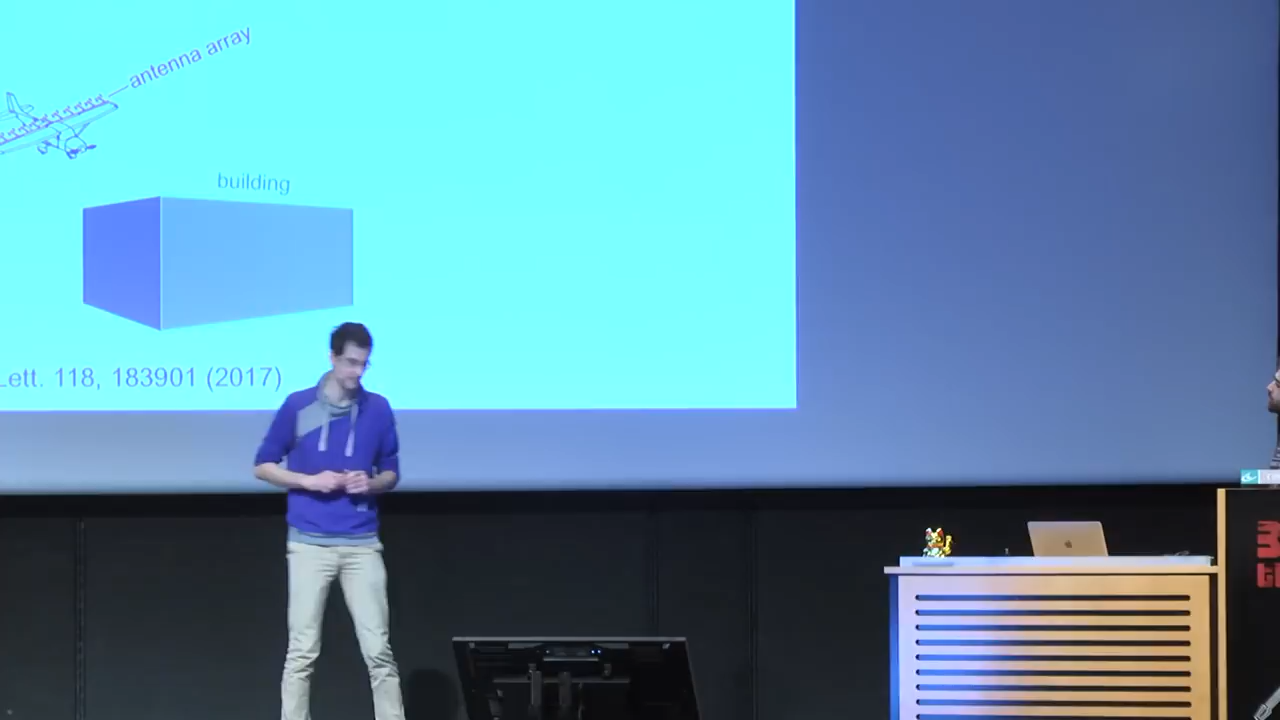 antenna array
building
Lett. 118, 183901 (2017)